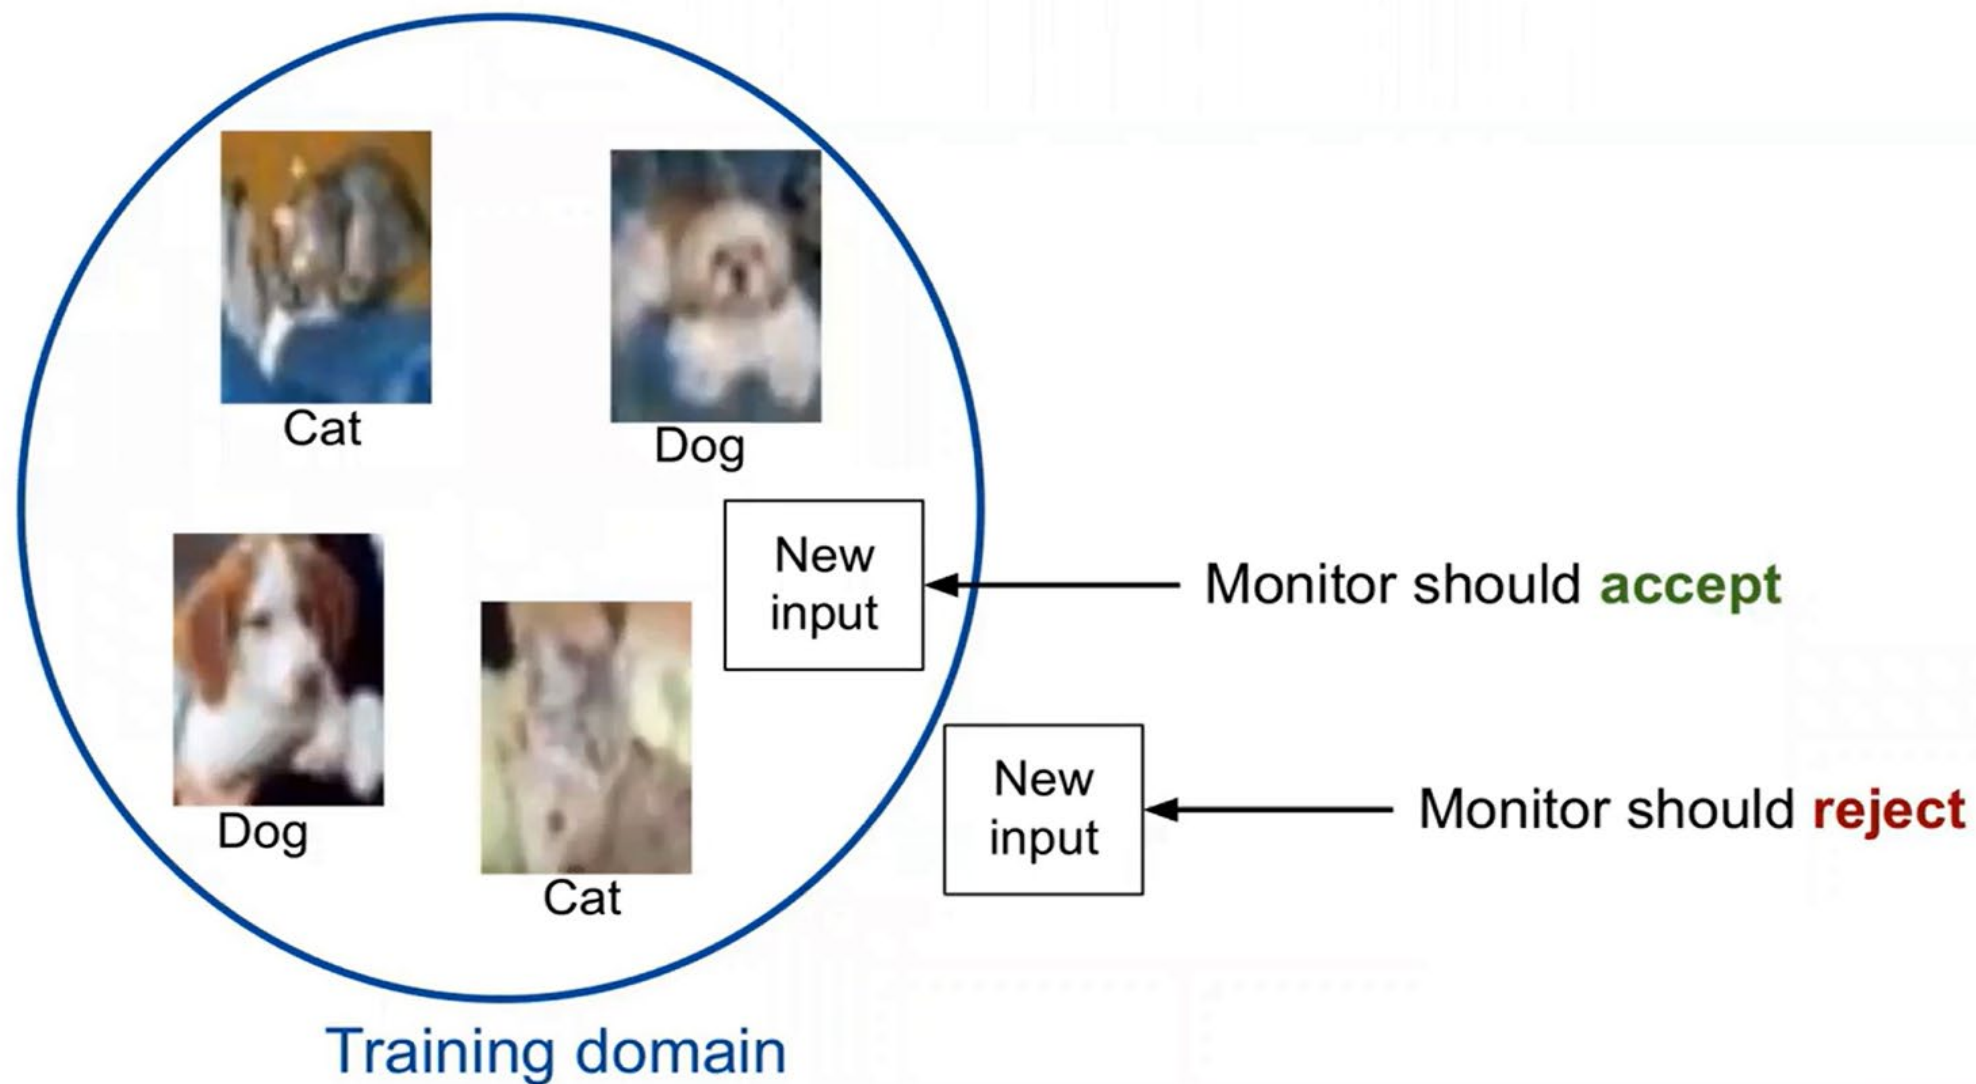 Cat
Dog
New
input
Monitor should accept
Dog
Cat
New
input
Monitor should reject
Training domain